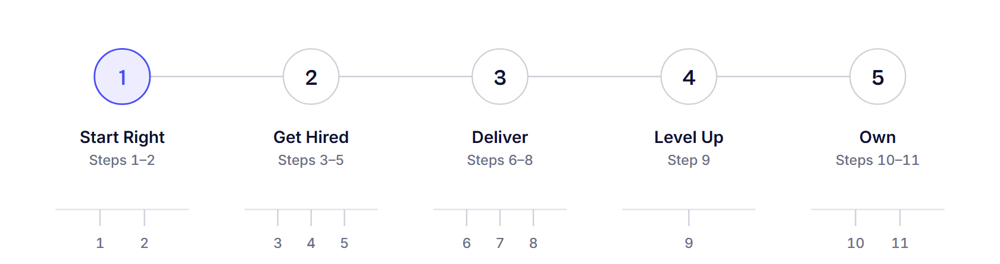 1 2 3 4 5
Start Right Get Hired Deliver Level Up Own
Steps 1–2 Steps 3–5 Steps 6–8 Step 9 Steps 10–11
1 2 3 4 5 6 7 8 9 10 11